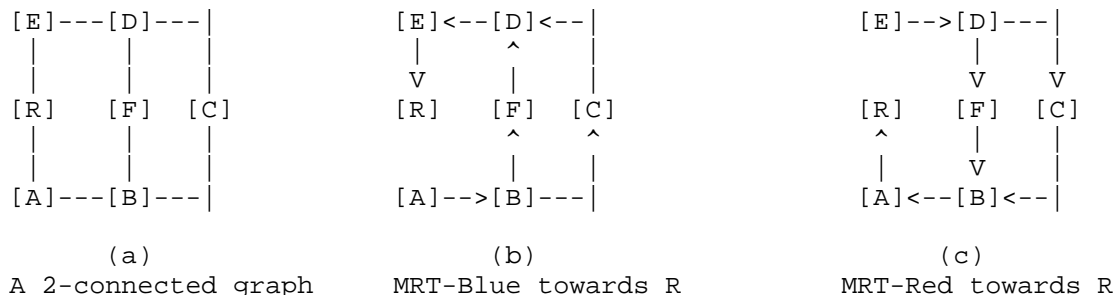 [E]---[D]---|           [E]<--[D]<--|                [E]-->[D]---|
 |     |    |            |     ^    |                       |    |
 |     |    |            V     |    |                       V    V
[R]   [F]  [C]          [R]   [F]  [C]               [R]   [F]  [C]
 |     |    |                  ^    ^                 ^     |    |
 |     |    |                  |    |                 |     V    |
[A]---[B]---|           [A]-->[B]---|                [A]<--[B]<--|
      (a)                     (b)                         (c)
A 2-connected graph     MRT-Blue towards R          MRT-Red towards R